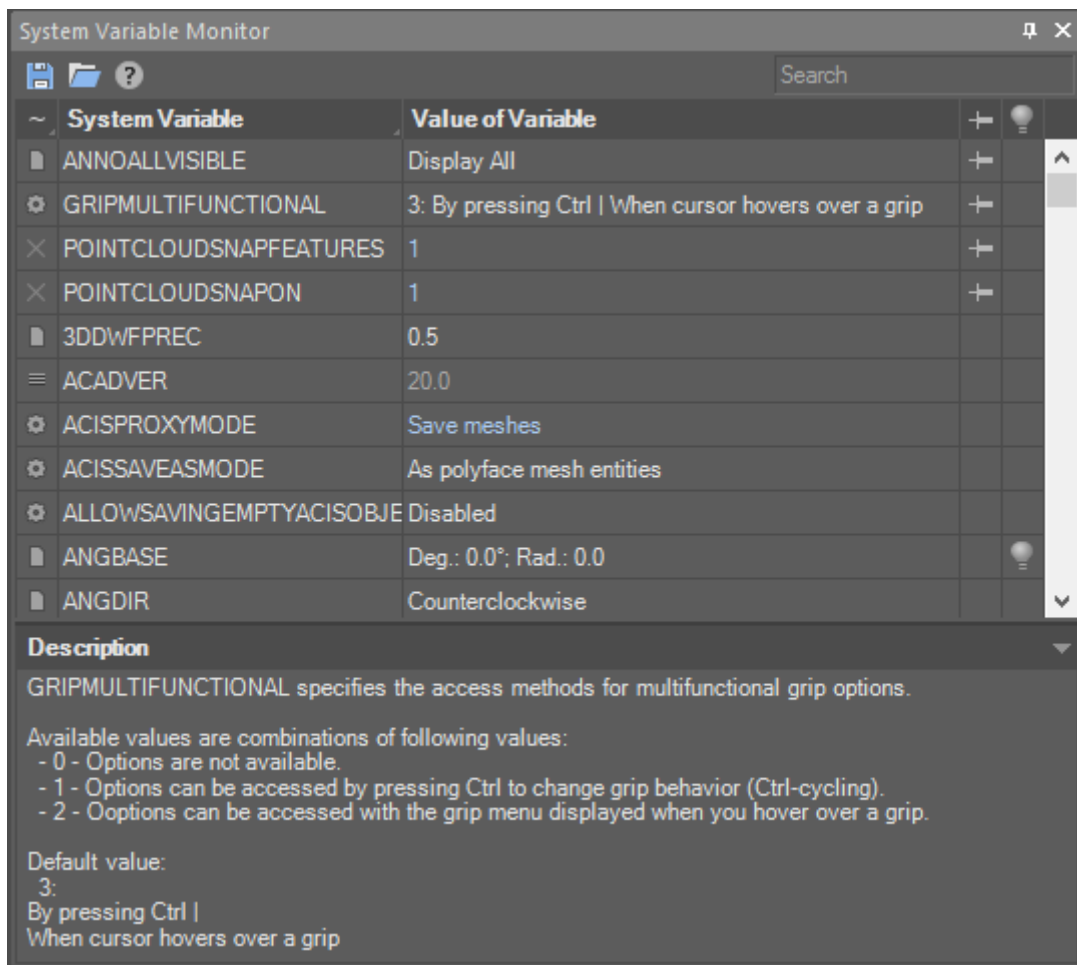 System Variable Monitor
Search
~ System Variable Value of Variable
ANNOALLVISIBLE Display All
GRIPMULTIFUNCTIONAL 3: By pressing Ctrl | When cursor hovers over a grip
POINTCLOUDSNAPFEATURES 1
POINTCLOUDSNAPON 1
3DDWFPREC 0.5
ACADVER 20.0
ACISPROXYMODE Save meshes
ACISSAVEASMODE As polyface mesh entities
ALLOWSAVINGEMPTYACISOBJE Disabled
ANGBASE Deg.: 0.0°; Rad.: 0.0
ANGDIR Counterclockwise
Description
GRIPMULTIFUNCTIONAL specifies the access methods for multifunctional grip options.
Available values are combinations of following values:
- 0 - Options are not available.
- 1 - Options can be accessed by pressing Ctrl to change grip behavior (Ctrl-cycling).
- 2 - Ooptions can be accessed with the grip menu displayed when you hover over a grip.
Default value:
3:
By pressing Ctrl |
When cursor hovers over a grip